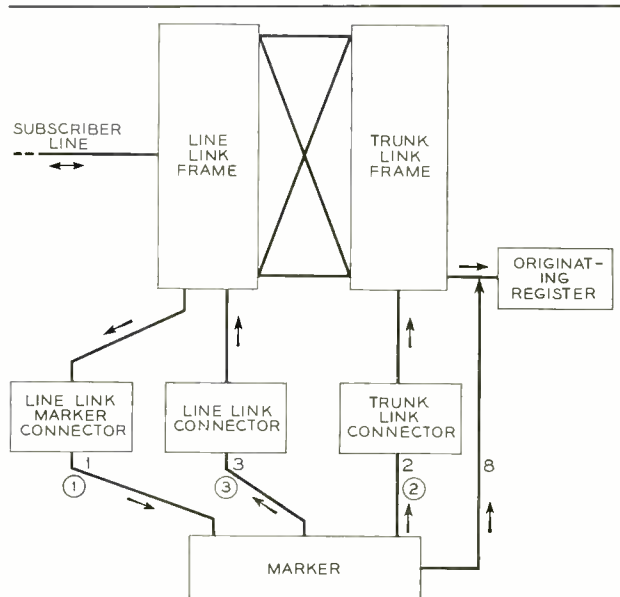 SUBSCRIBER
LINE
LINE
LINK
FRAME
TRUNK
LINK
FRAME
ORIGINAT-
ING
REGISTER
LINE LINK
MARKER
CONNECTOR
LINE LINK
CONNECTOR
TRUNK
LINK
CONNECTOR
1
1
3
3
2
2
8
MARKER